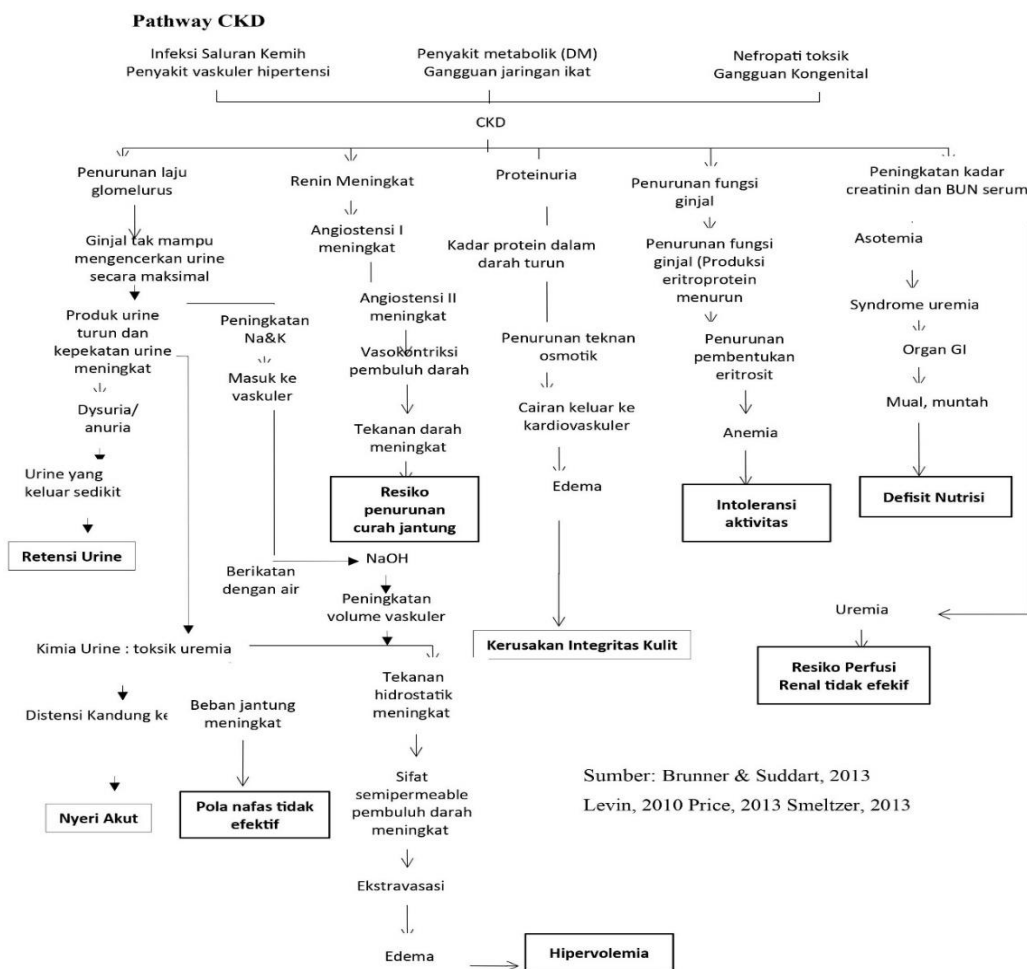 Pathway CKD
Infeksi Saluran Kemih
Penyakit vaskuler hipertensi
Penyakit metabolik (DM)
Gangguan jaringan ikat
Nefropati toksik
Gangguan Kongenital
CKD
Penurunan laju
glomelurus
Ginjal tak mampu
mengencerkan urine
secara maksimal
Produk urine
turun dan
kepekatan urine
meningkat
Dysuria/
anuria
Urine yang
keluar sedikit
Retensi Urine
Peningkatan
Na&K
Masuk ke
vaskuler
Berikatan
dengan air
Renin Meningkat
Angiostensi I
meningkat
Angiostensi II
meningkat
Vasokontriksi
pembuluh darah
Tekanan darah
meningkat
Resiko
penurunan
curah jantung
NaOH
Peningkatan
volume vaskuler
Proteinuria
Kadar protein dalam
darah turun
Penurunan teknan
osmotik
Cairan keluar ke
kardiovaskuler
Edema
Kerusakan Integritas Kulit
Penurunan fungsi
ginjal
Penurunan fungsi
ginjal (Produksi
eritroprotein
menurun
Penurunan
pembentukan
eritrosit
Anemia
Intoleransi
aktivitas
Peningkatan kadar
creatinin dan BUN serum
Asotemia
Syndrome uremia
Organ GI
Mual, muntah
Defisit Nutrisi
Uremia
Resiko Perfusi
Renal tidak efekif
Kimia Urine : toksik uremia
Distensi Kandung ke
Nyeri Akut
Beban jantung
meningkat
Pola nafas tidak
efektif
Tekanan
hidrostatik
meningkat
Sifat
semipermeable
pembuluh darah
meningkat
Ekstravasasi
Edema
Hipervolemia
Sumber: Brunner & Suddart, 2013
Levin, 2010 Price, 2013 Smeltzer, 2013